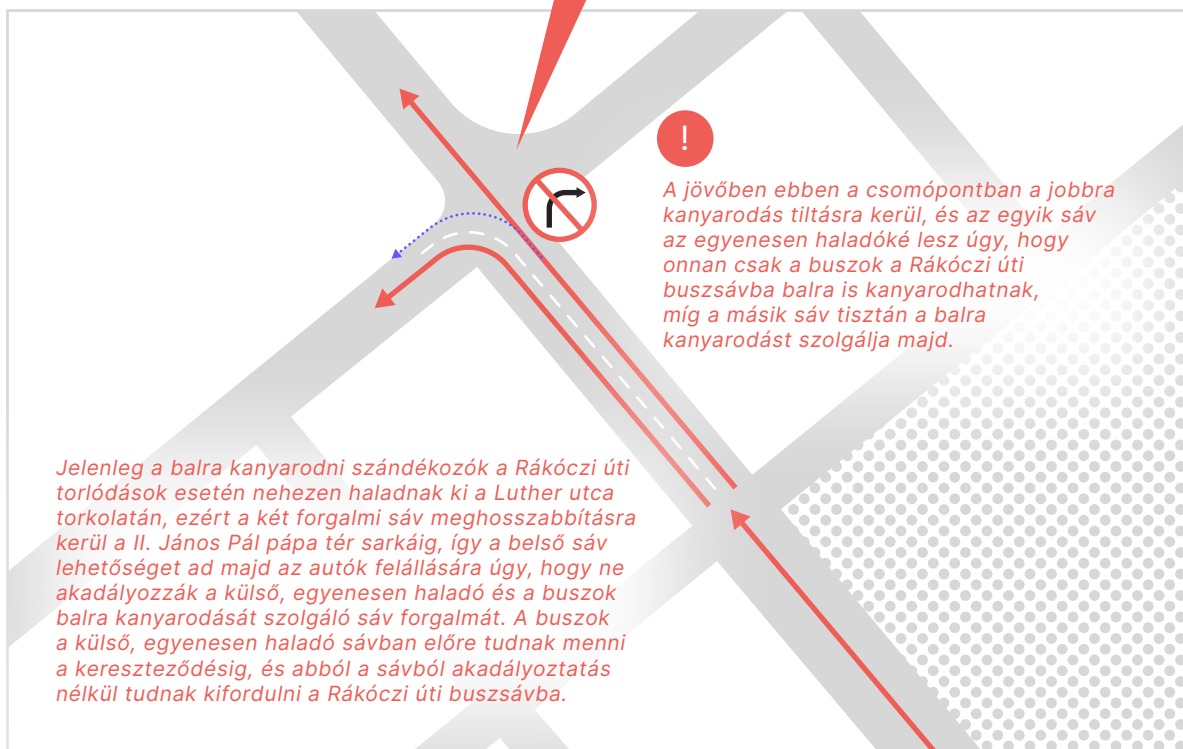 !
A jövőben ebben a csomópontban a jobbra
kanyarodás tiltásra kerül, és az egyik sáv
az egyenesen haladóké lesz úgy, hogy
onnan csak a buszok a Rákóczi úti
buszsávba balra is kanyarodhatnak,
míg a másik sáv tisztán a balra
kanyarodást szolgálja majd.
Jelenleg a balra kanyarodni szándékozók a Rákóczi úti
torlódások esetén nehezen haladnak ki a Luther utca
torkolatán, ezért a két forgalmi sáv meghosszabbításra
kerül a II. János Pál pápa tér sarkáig, így a belső sáv
lehetőséget ad majd az autók felállására úgy, hogy ne
akadályozzák a külső, egyenesen haladó és a buszok
balra kanyarodását szolgáló sáv forgalmát. A buszok
a külső, egyenesen haladó sávban előre tudnak menni
a kereszteződésig, és abból a sávból akadályoztatás
nélkül tudnak kifordulni a Rákóczi úti buszsávba.